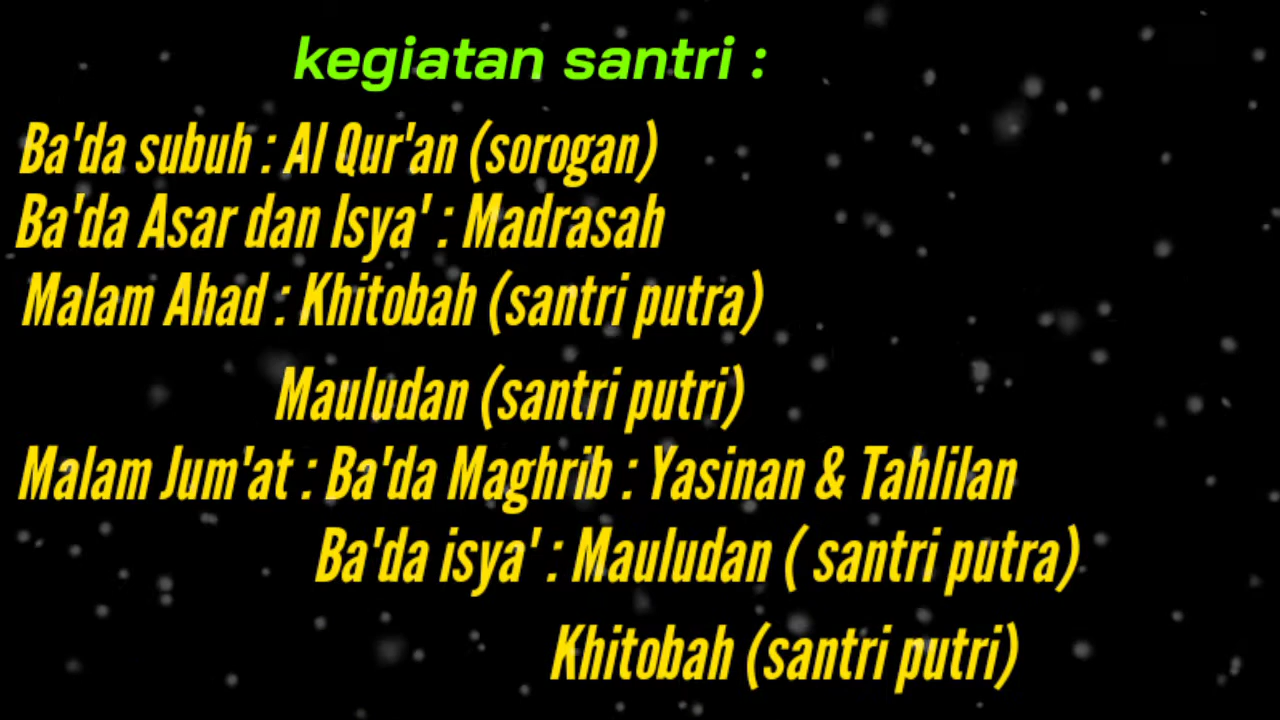 kegiatan santri :
Ba'da subuh : Al Qur'an (sorogan)
Ba'da Asar dan Isya' : Madrasah
Malam Ahad : Khitobah (santri putra)
Mauludan (santri putri)
Malam Jum'at : Ba'da Maghrib : Yasinan & Tahlilan
Ba'da isya' : Mauludan ( santri putra)
Khitobah (santri putri)